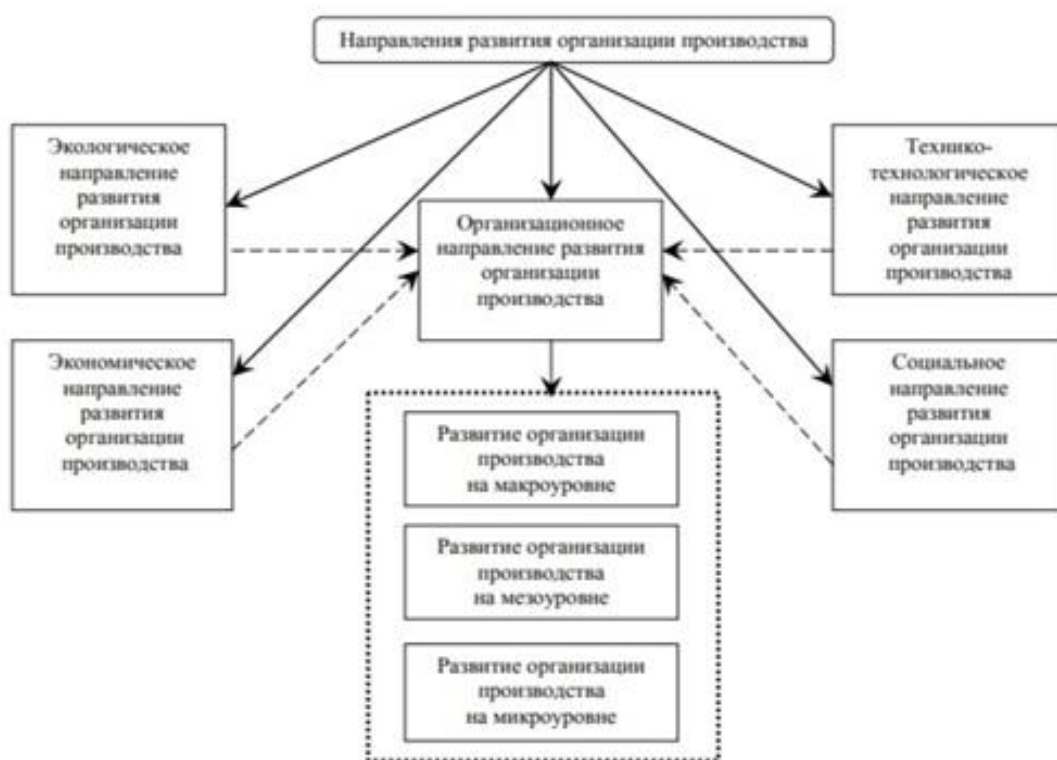 Направления развития организации производства
Экологическое
направление
развития
организации
производства
Технико-
технологическое
направление
развития
организации
производства
Организационное
направление развития
организации
производства
Экономическое
направление
развития
организации
производства
Социальное
направление
развития
организации
производства
Развитие организации
производства
на макроуровне
Развитие организации
производства
на мезоуровне
Развитие организации
производства
на микроуровне